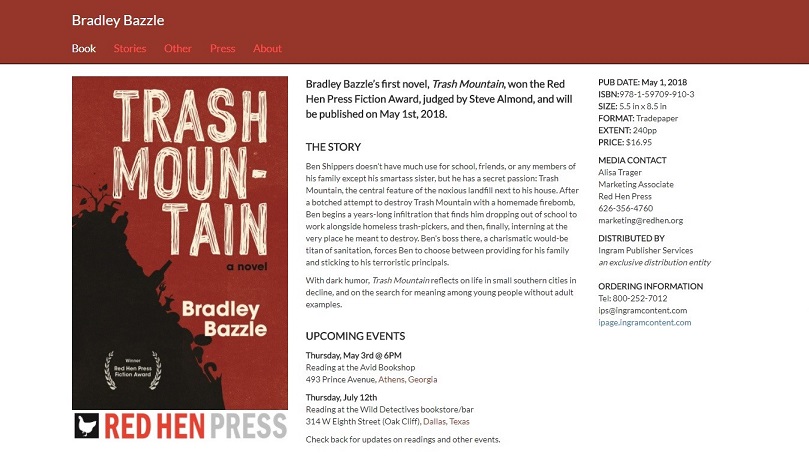 Bradley Bazzle
Book Stories Other Press About
TRASH
MOUN-
TAIN
a novel
Bradley
Bazzle
Winner
Red Hen Press
Fiction Award
RED HEN PRESS
Bradley Bazzle's first novel, Trash Mountain, won the Red
Hen Press Fiction Award, judged by Steve Almond, and will
be published on May 1st, 2018.
THE STORY
Ben Shippers doesn't have much use for school, friends, or any members of
his family except his smartass sister, but he has a secret passion: Trash
Mountain, the central feature of the noxious landfill next to his house. After
a botched attempt to destroy Trash Mountain with a homemade firebomb,
Ben begins a years-long infiltration that finds him dropping out of school to
work alongside homeless trash-pickers, and then, finally, interning at the
very place he meant to destroy. Ben's boss there, a charismatic would-be
titan of sanitation, forces Ben to choose between providing for his family
and sticking to his terroristic principals.
With dark humor, Trash Mountain reflects on life in small southern cities in
decline, and on the search for meaning among young people without adult
examples.
UPCOMING EVENTS
Thursday, May 3rd @ 6PM
Reading at the Avid Bookshop
493 Prince Avenue, Athens, Georgia
Thursday, July 12th
Reading at the Wild Detectives bookstore/bar
314 W Eighth Street (Oak Cliff), Dallas, Texas
Check back for updates on readings and other events.
PUB DATE: May 1, 2018
ISBN:978-1-59709-910-3
SIZE: 5.5 in x 8.5 in
FORMAT: Tradepaper
EXTENT: 240pp
PRICE: $16.95
MEDIA CONTACT
Alisa Trager
Marketing Associate
Red Hen Press
626-356-4760
marketing@redhen.org
DISTRIBUTED BY
Ingram Publisher Services
an exclusive distribution entity
ORDERING INFORMATION
Tel: 800-252-7012
ips@ingramcontent.com
ipage.ingramcontent.com